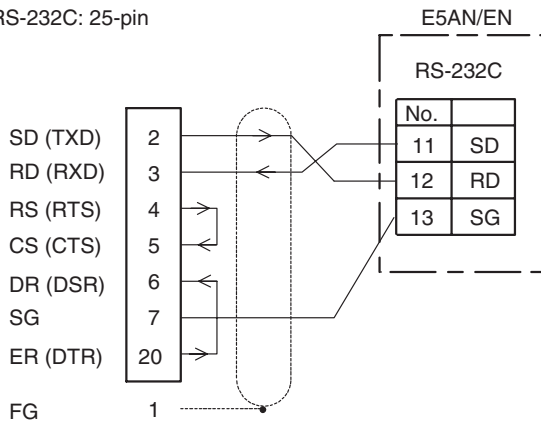 RS-232C: 25-pin
E5AN/EN
RS-232C
No.
SD (TXD) 2
11 SD
RD (RXD) 3
12 RD
RS (RTS) 4
13 SG
CS (CTS) 5
DR (DSR) 6
SG 7
ER (DTR) 20
FG 1